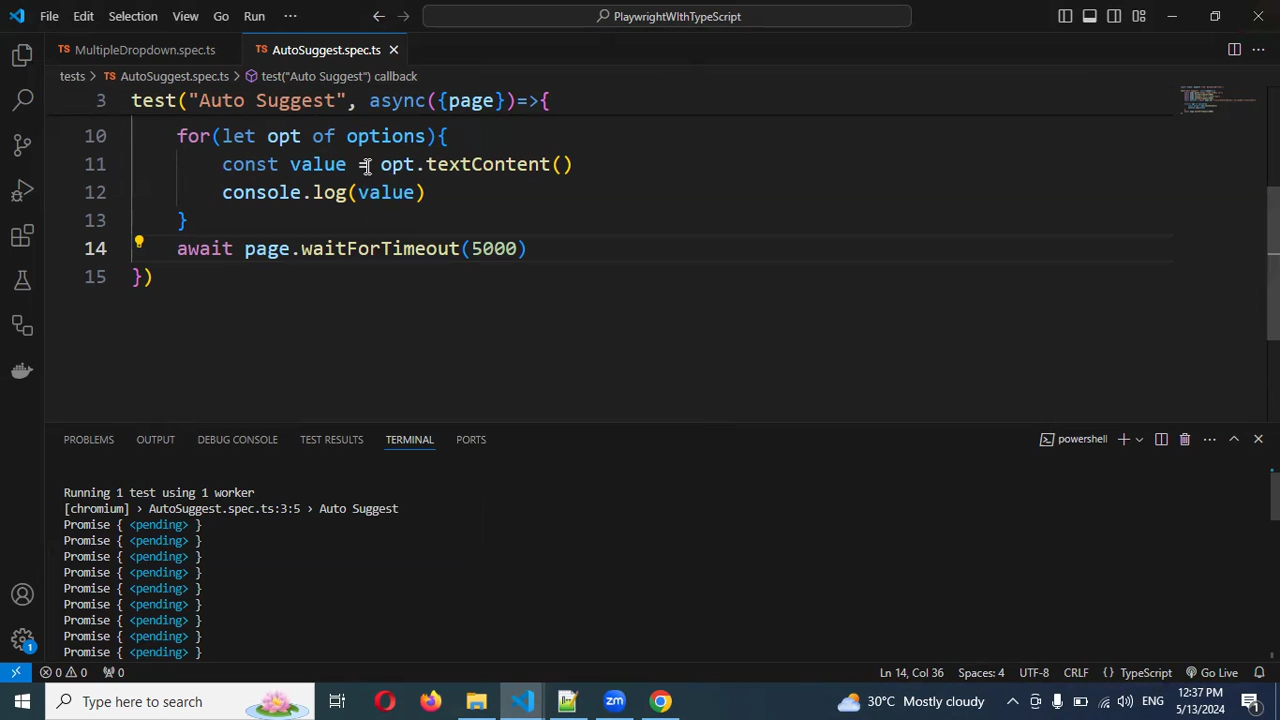 File Edit Selection View Go Run ··· PlaywrightWIthTypeScript
TS MultipleDropdown.spec.ts TS AutoSuggest.spec.ts
tests > TS AutoSuggest.spec.ts > test("Auto Suggest") callback
3 test("Auto Suggest", async({page})=>{
10 for(let opt of options){
11 const value = opt.textContent()
12 console.log(value)
13 }
14 await page.waitForTimeout(5000)
15 })
PROBLEMS OUTPUT DEBUG CONSOLE TEST RESULTS TERMINAL PORTS powershell
Running 1 test using 1 worker
[chromium] › AutoSuggest.spec.ts:3:5 › Auto Suggest
Promise { <pending> }
Promise { <pending> }
Promise { <pending> }
Promise { <pending> }
Promise { <pending> }
Promise { <pending> }
Promise { <pending> }
Promise { <pending> }
Promise { <pending> }
1
0 0 0 Ln 14, Col 36 Spaces: 4 UTF-8 CRLF {} TypeScript Go Live
Type here to search zm 30°C Mostly cloudy ENG 12:37 PM
5/13/2024 1